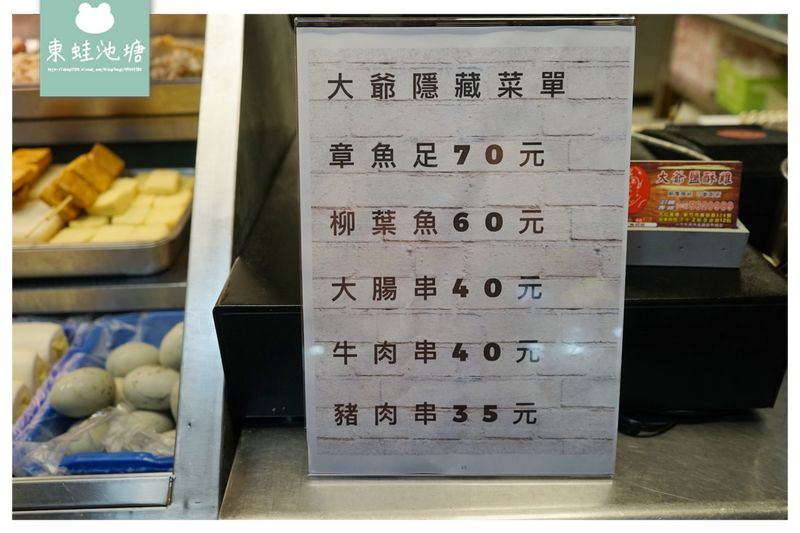 東蛙池塘
大爺隱藏菜單
章魚足70元
柳葉魚60元
大腸串40元
牛肉串40元
豬肉串35元
大爺鹽酥雞